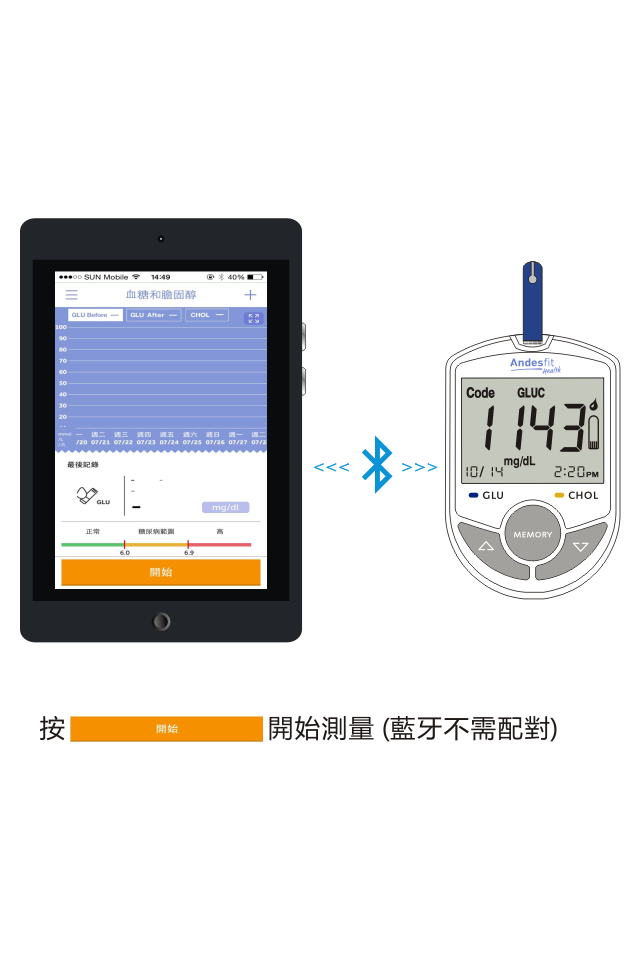 ●●●○○ SUN Mobile 14:49 40%
血糖和膽固醇
GLU Before — GLU After — CHOL —
100
90
80
70
60
50
40
30
20
一 週二 週三 週四 週五 週六 週日 週一 週二
/20 07/21 07/22 07/23 07/24 07/25 07/26 07/27 07/2
最後記錄
GLU
mg/dl
正常 糖尿病範圍 高
6.0 6.9
開始
<<< >>>
Andesfit
Health
Code GLUC
1143
mg/dL
10/14 2:20PM
GLU CHOL
MEMORY
按 開始 開始測量 (藍牙不需配對)